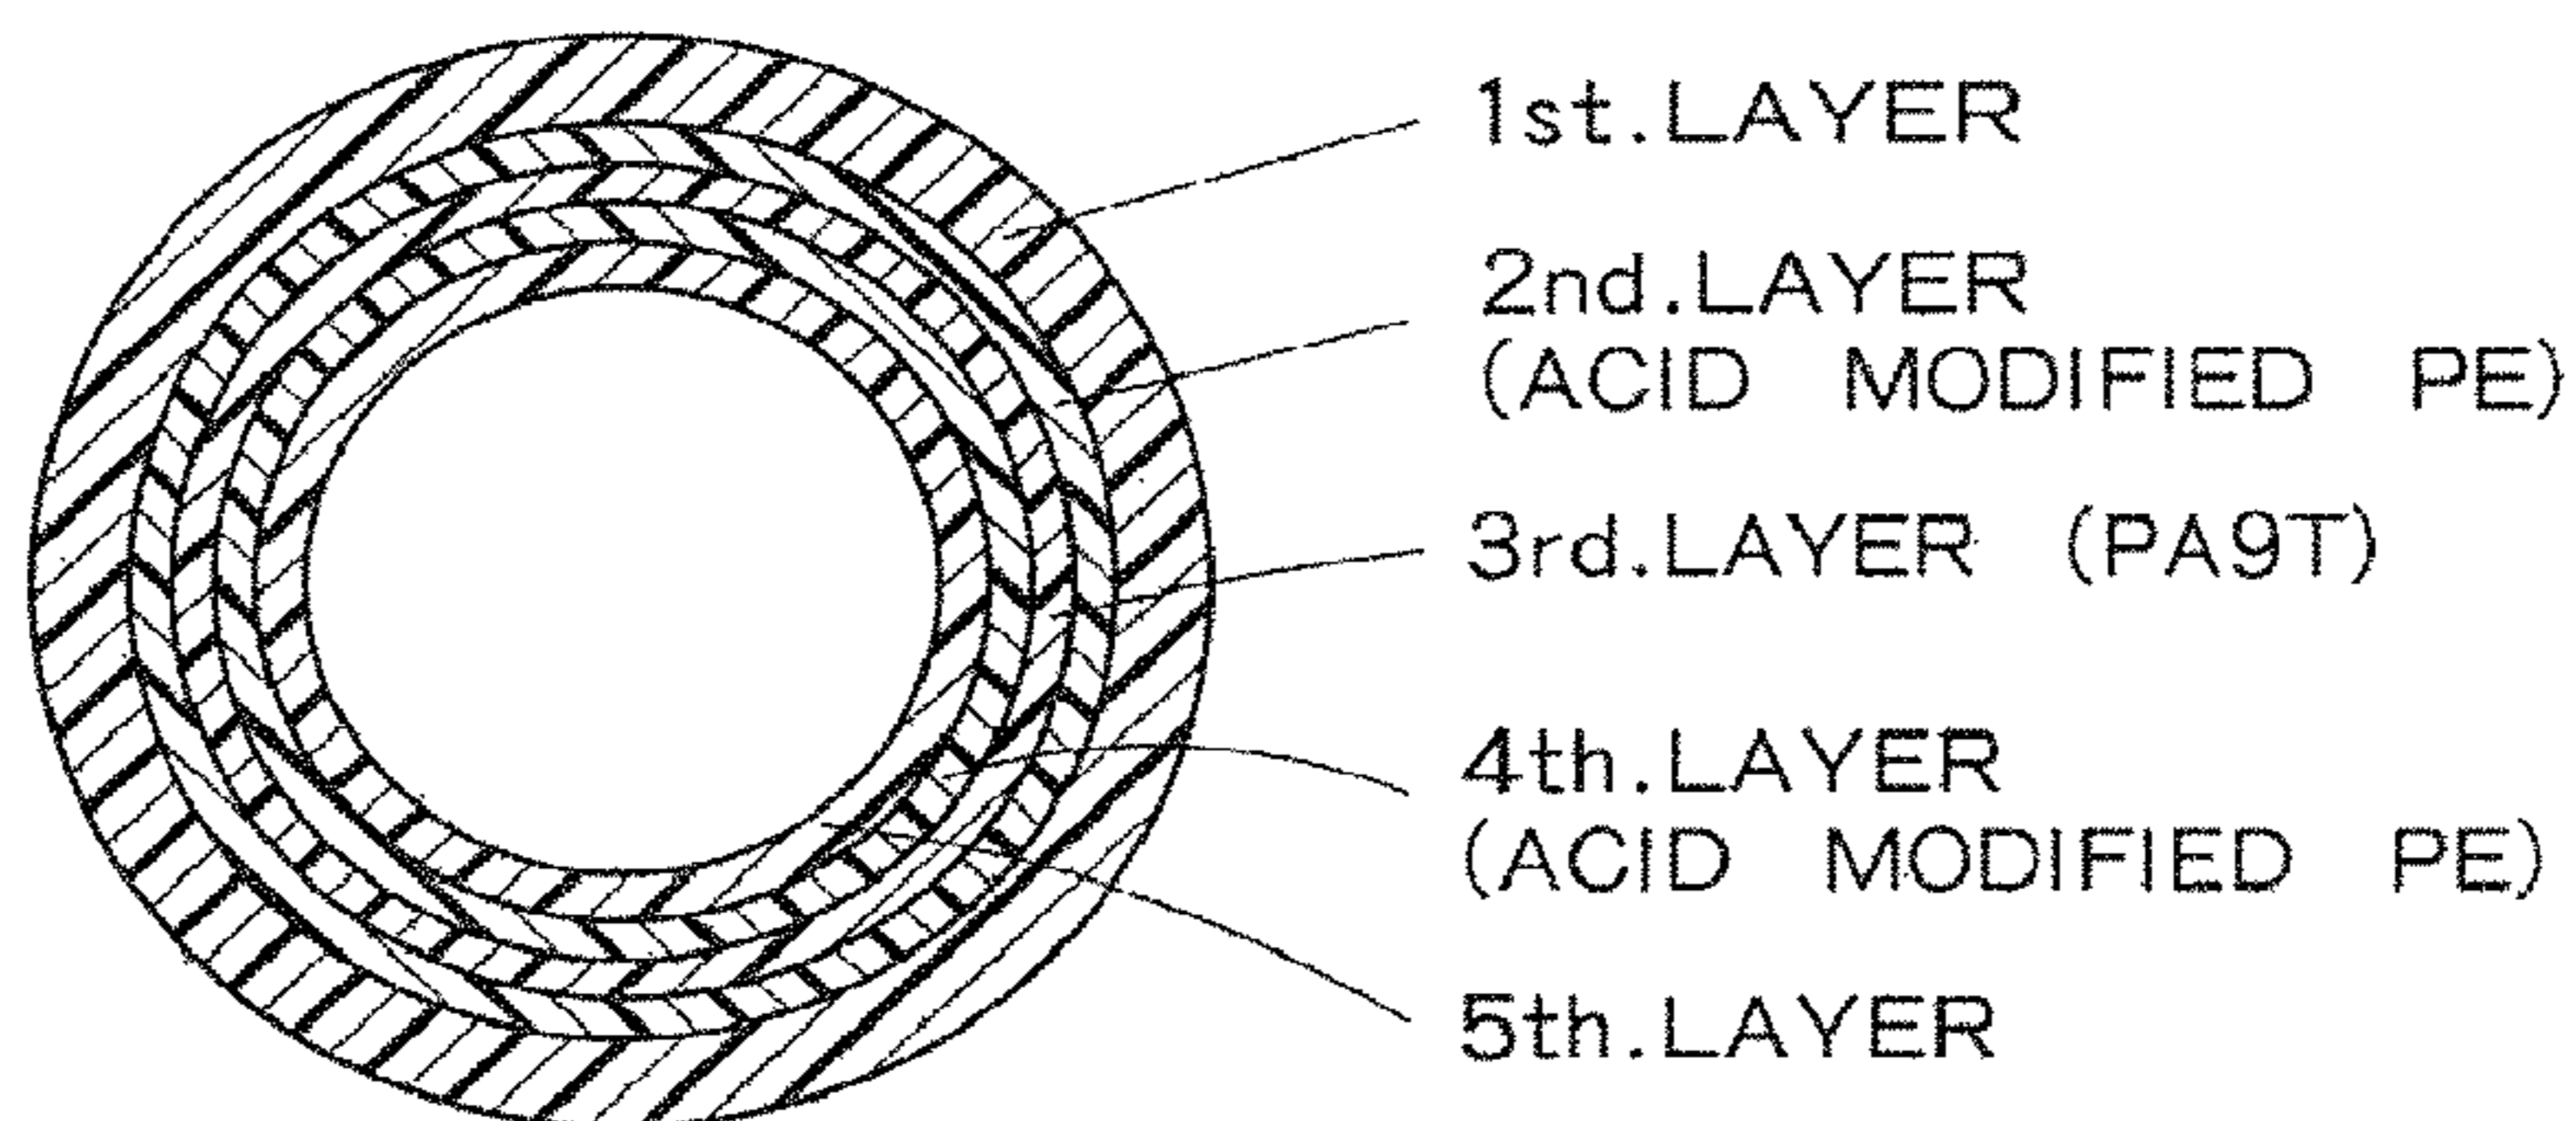 1st.LAYER
2nd.LAYER
(ACID MODIFIED PE)
3rd.LAYER (PA9T)
4th.LAYER
(ACID MODIFIED PE)
5th.LAYER